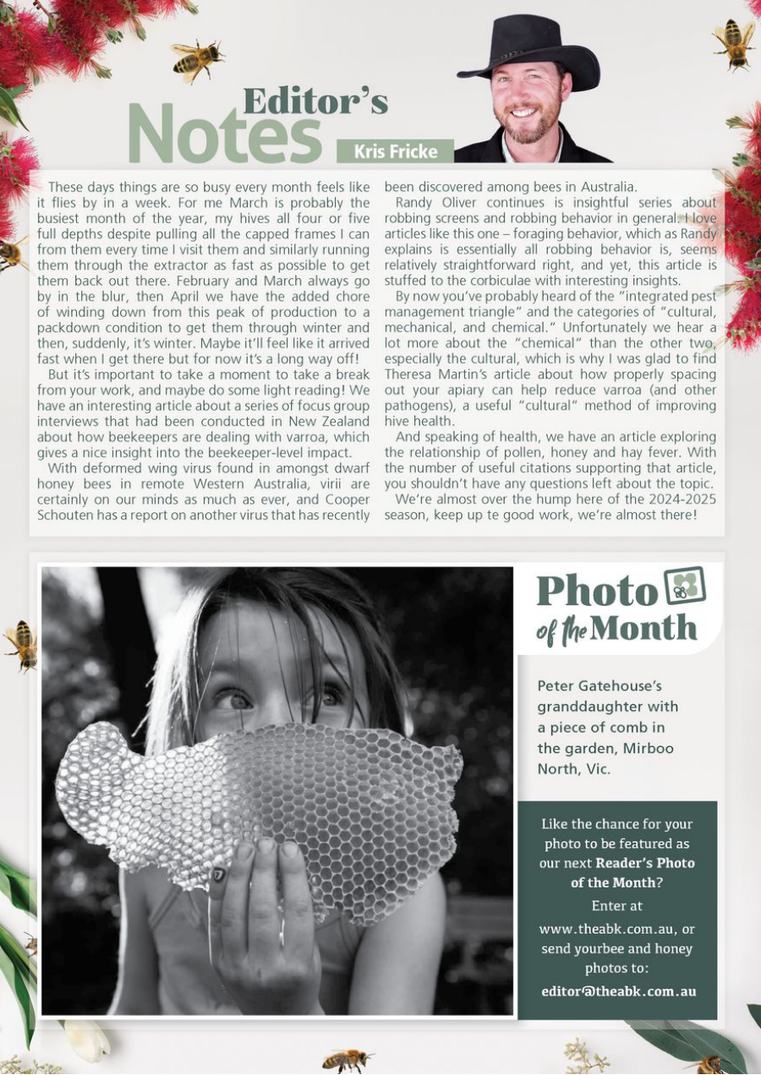 Editor's
Notes
Kris Fricke
These days things are so busy every month feels like
it flies by in a week. For me March is probably the
busiest month of the year, my hives all four or five
full depths despite pulling all the capped frames I can
from them every time I visit them and similarly running
them through the extractor as fast as possible to get
them back out there. February and March always go
by in the blur, then April we have the added chore
of winding down from this peak of production to a
packdown condition to get them through winter and
then, suddenly, it's winter. Maybe it'll feel like it arrived
fast when I get there but for now it's a long way off!
But it's important to take a moment to take a break
from your work, and maybe do some light reading! We
have an interesting article about a series of focus group
interviews that had been conducted in New Zealand
about how beekeepers are dealing with varroa, which
gives a nice insight into the beekeeper-level impact.
With deformed wing virus found in amongst dwarf
honey bees in remote Western Australia, virii are
certainly on our minds as much as ever, and Cooper
Schouten has a report on another virus that has recently
been discovered among bees in Australia.
Randy Oliver continues is insightful series about
robbing screens and robbing behavior in general. I love
articles like this one – foraging behavior, which as Randy
explains is essentially all robbing behavior is, seems
relatively straightforward right, and yet, this article is
stuffed to the corbiculae with interesting insights.
By now you've probably heard of the "integrated pest
management triangle" and the categories of "cultural,
mechanical, and chemical." Unfortunately we hear a
lot more about the "chemical" than the other two,
especially the cultural, which is why I was glad to find
Theresa Martin's article about how properly spacing
out your apiary can help reduce varroa (and other
pathogens), a useful "cultural" method of improving
hive health.
And speaking of health, we have an article exploring
the relationship of pollen, honey and hay fever. With
the number of useful citations supporting that article,
you shouldn't have any questions left about the topic.
We're almost over the hump here of the 2024-2025
season, keep up te good work, we're almost there!
Photo
of the Month
Peter Gatehouse's
granddaughter with
a piece of comb in
the garden, Mirboo
North, Vic.
Like the chance for your
photo to be featured as
our next Reader's Photo
of the Month?
Enter at
www.theabk.com.au, or
send yourbee and honey
photos to:
editor@theabk.com.au